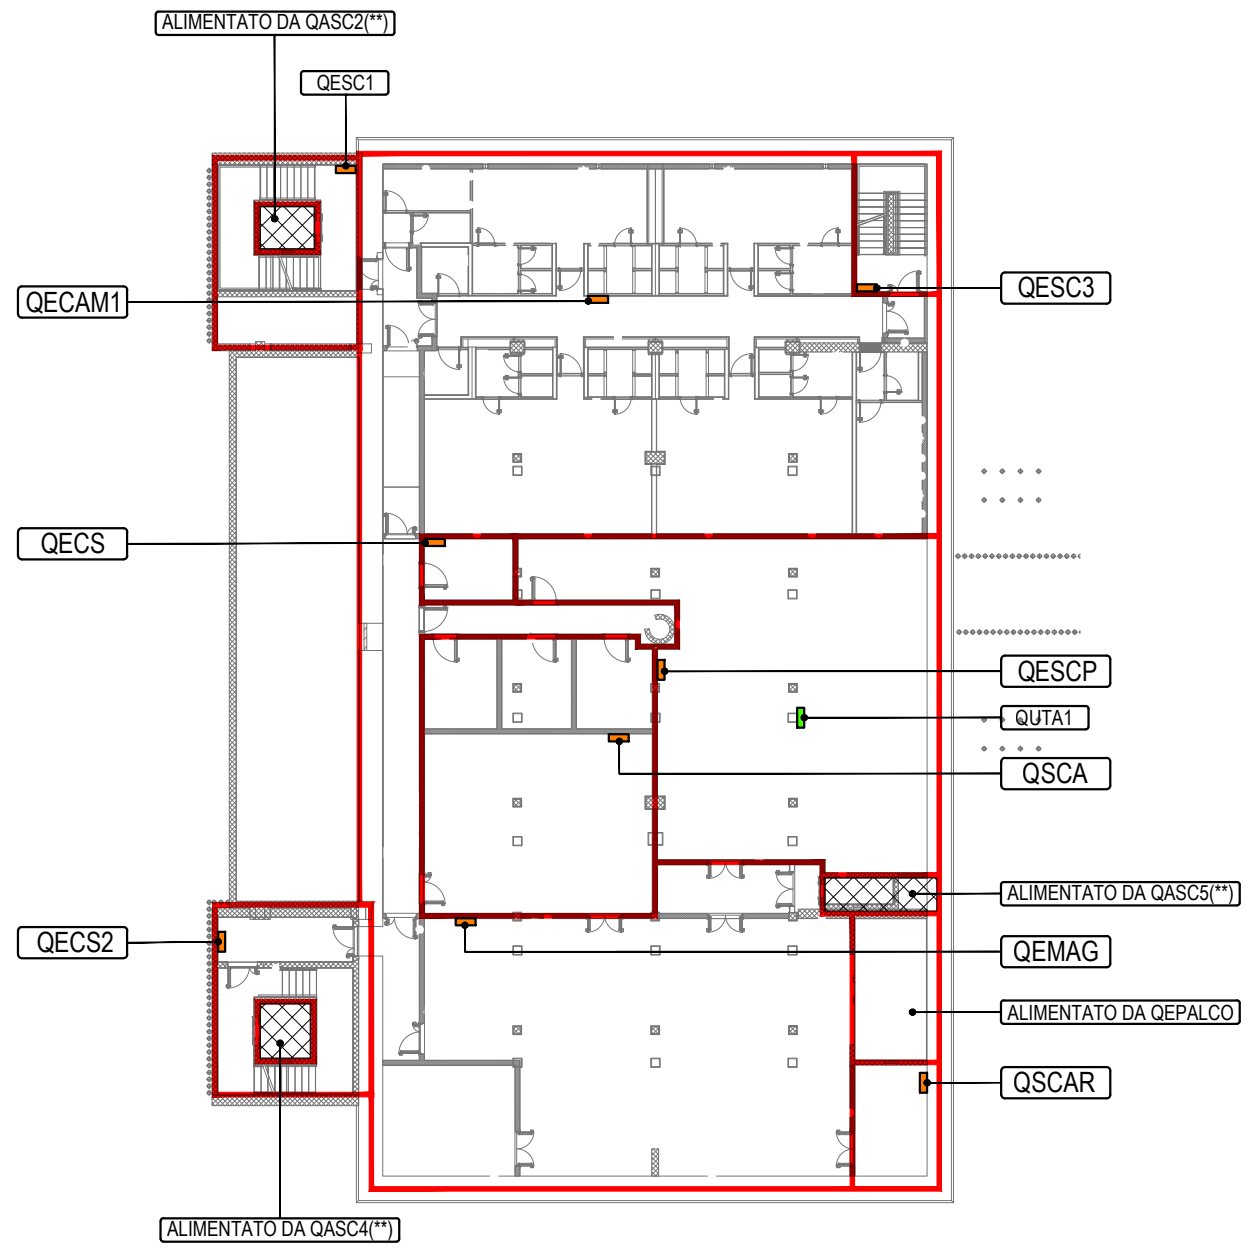 ALIMENTATO DA QASC2(**)
QESC1
QECAM1
QESC3
QECS
QESCP
QUTA1
QSCA
ALIMENTATO DA QASC5(**)
QECS2
QEMAG
ALIMENTATO DA QEPALCO
QSCAR
ALIMENTATO DA QASC4(**)